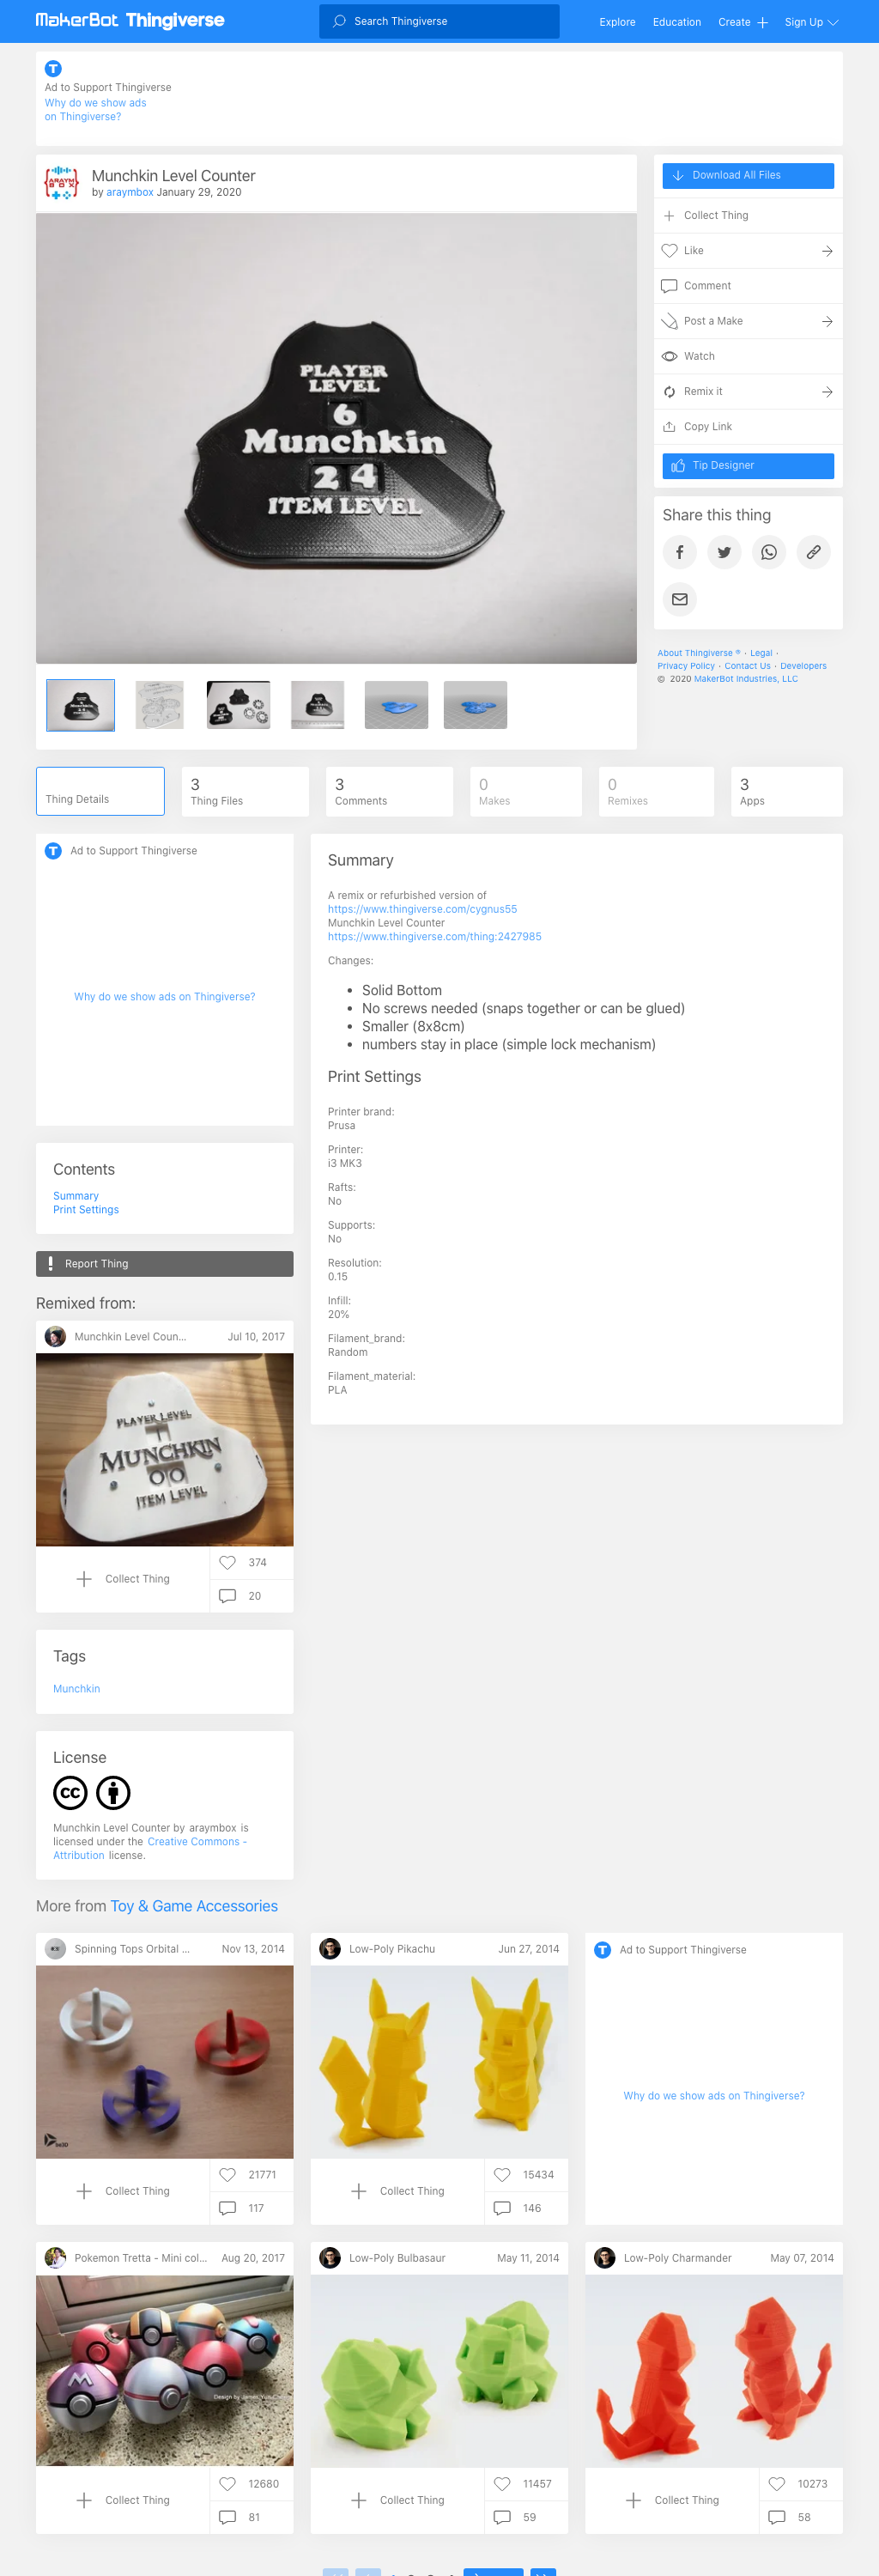 MakerBot Thingiverse
Search Thingiverse
Explore
Education
Create
Sign Up
Ad to Support Thingiverse
Why do we show ads
on Thingiverse?
ARAYM
BOX
Munchkin Level Counter
by araymbox January 29, 2020
PLAYER
LEVEL
6
Munchkin
24
ITEM LEVEL
Download All Files
Collect Thing
Like
Comment
Post a Make
Watch
Remix it
Copy Link
Tip Designer
Share this thing
About Thingiverse ® · Legal ·
Privacy Policy · Contact Us · Developers
© 2020 MakerBot Industries, LLC
Thing Details
3
Thing Files
3
Comments
0
Makes
0
Remixes
3
Apps
Ad to Support Thingiverse
Why do we show ads on Thingiverse?
Contents
Summary
Print Settings
Report Thing
Summary
A remix or refurbished version of
https://www.thingiverse.com/cygnus55
Munchkin Level Counter
https://www.thingiverse.com/thing:2427985
Changes:
• Solid Bottom
• No screws needed (snaps together or can be glued)
• Smaller (8x8cm)
• numbers stay in place (simple lock mechanism)
Print Settings
Printer brand:
Prusa
Printer:
i3 MK3
Rafts:
No
Supports:
No
Resolution:
0.15
Infill:
20%
Filament_brand:
Random
Filament_material:
PLA
Remixed from:
Munchkin Level Coun...
Jul 10, 2017
PLAYER LEVEL
1
MUNCHKIN
00
ITEM LEVEL
Collect Thing
374
20
Tags
Munchkin
License
cc
Munchkin Level Counter by araymbox is
licensed under the Creative Commons -
Attribution license.
More from Toy & Game Accessories
Spinning Tops Orbital ...
Nov 13, 2014
Collect Thing
21771
117
Low-Poly Pikachu
Jun 27, 2014
Collect Thing
15434
146
Ad to Support Thingiverse
Why do we show ads on Thingiverse?
Pokemon Tretta - Mini col...
Aug 20, 2017
M
Design by James
Collect Thing
12680
81
Low-Poly Bulbasaur
May 11, 2014
Collect Thing
11457
59
Low-Poly Charmander
May 07, 2014
Collect Thing
10273
58